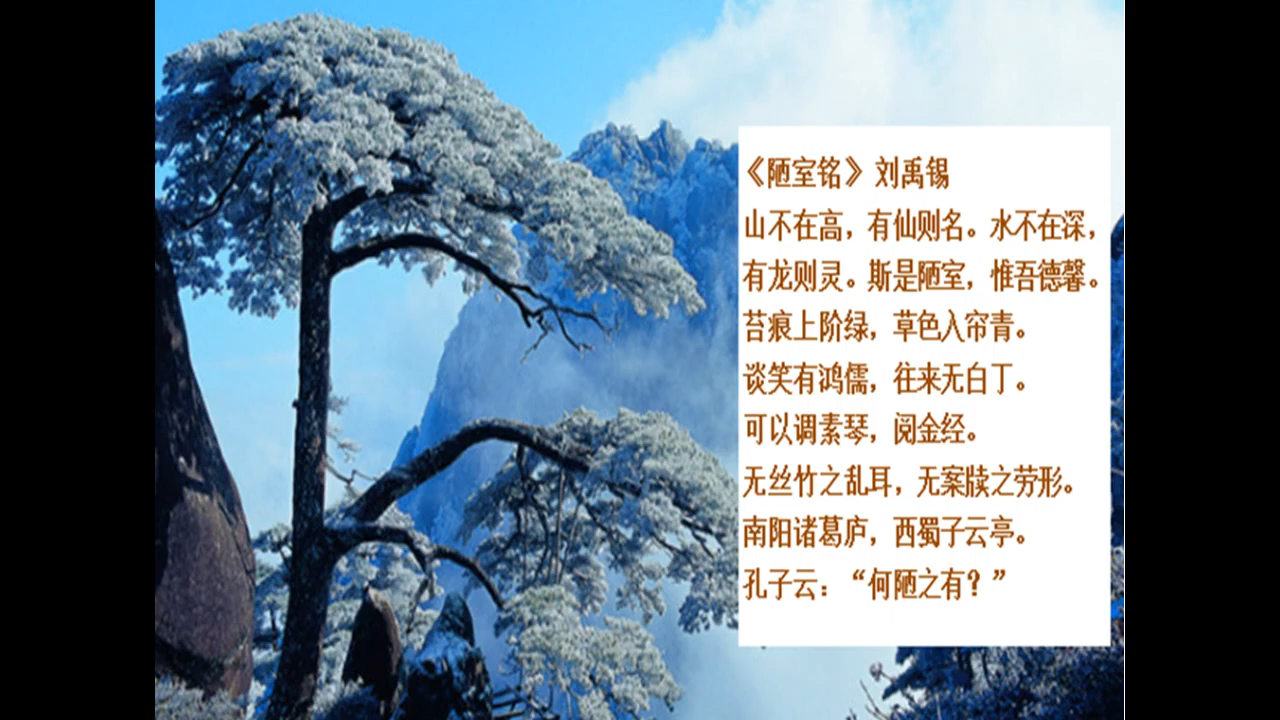 《陋室铭》刘禹锡
山不在高，有仙则名。水不在深，
有龙则灵。斯是陋室，惟吾德馨。
苔痕上阶绿，草色入帘青。
谈笑有鸿儒，往来无白丁。
可以调素琴，阅金经。
无丝竹之乱耳，无案牍之劳形。
南阳诸葛庐，西蜀子云亭。
孔子云：“何陋之有？”